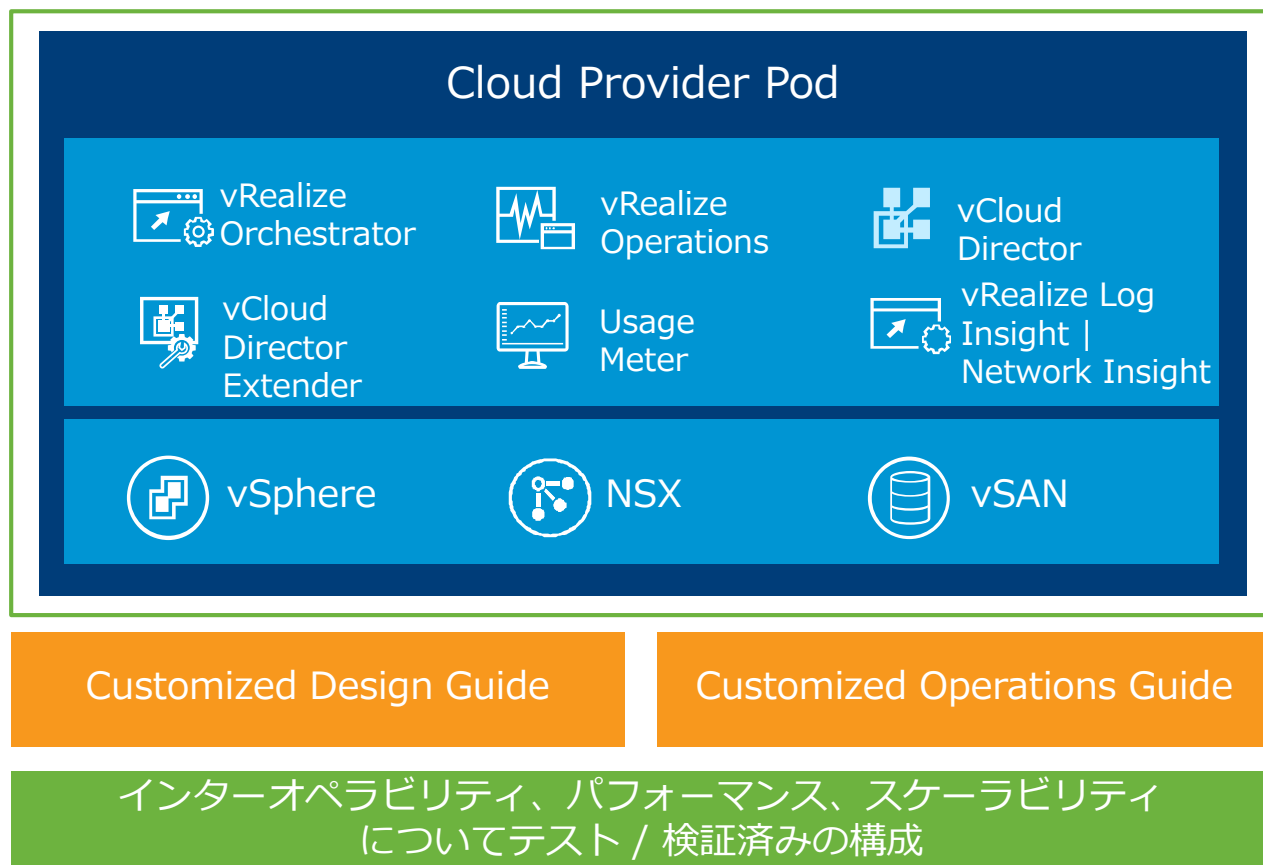 Cloud Provider Pod
vRealize
Orchestrator
vRealize
Operations
vCloud
Director
vCloud
Director
Extender
Usage
Meter
vRealize Log
Insight |
Network Insight
vSphere
NSX
vSAN
Customized Design Guide
Customized Operations Guide
インターオペラビリティ、パフォーマンス、スケーラビリティ
についてテスト / 検証済みの構成